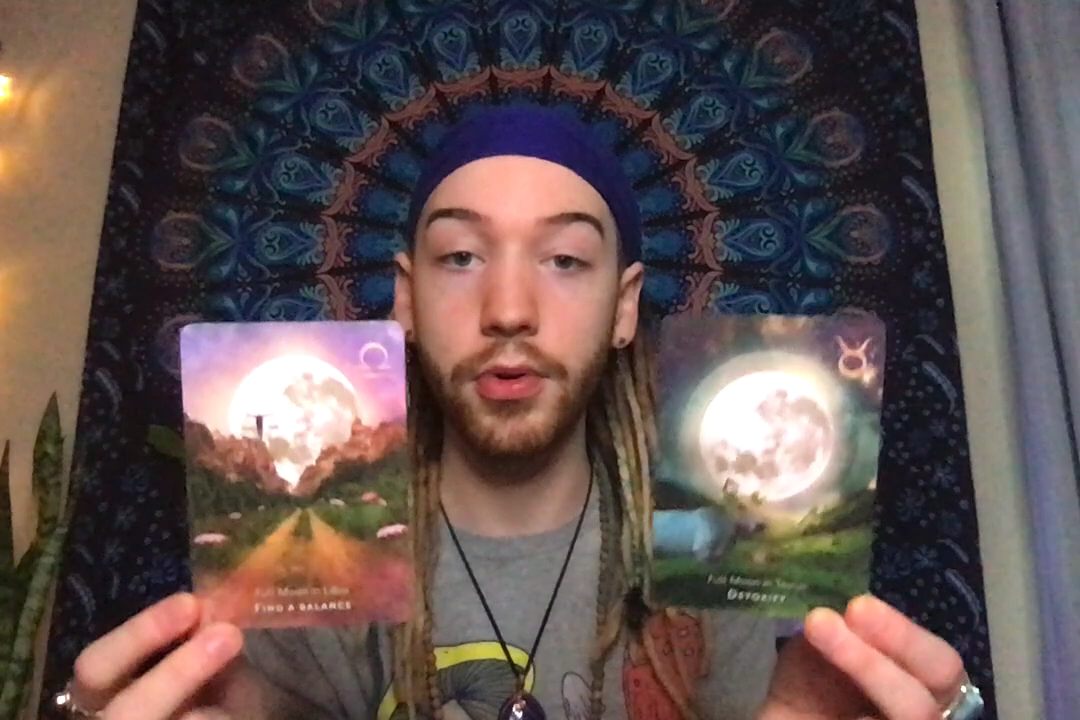 Full Moon in Libra
FIND A BALANCE
Full Moon in Taurus
DETOXIFY